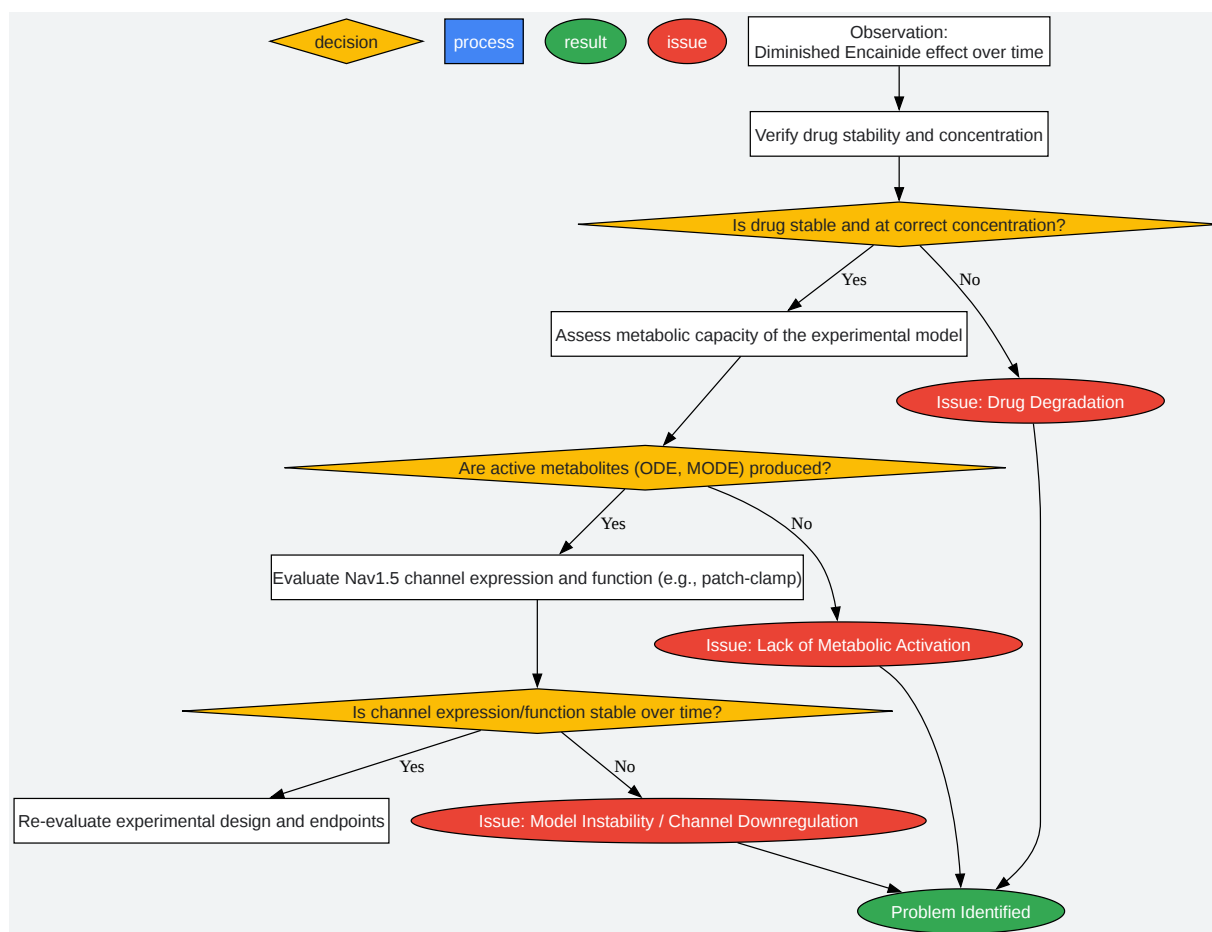 decision
process
result
issue
Observation:
Diminished Encainide effect over time
Verify drug stability and concentration
Is drug stable and at correct concentration?
Yes
No
Assess metabolic capacity of the experimental model
Issue: Drug Degradation
Are active metabolites (ODE, MODE) produced?
Yes
No
Evaluate Nav1.5 channel expression and function (e.g., patch-clamp)
Issue: Lack of Metabolic Activation
Is channel expression/function stable over time?
Yes
No
Re-evaluate experimental design and endpoints
Issue: Model Instability / Channel Downregulation
Problem Identified